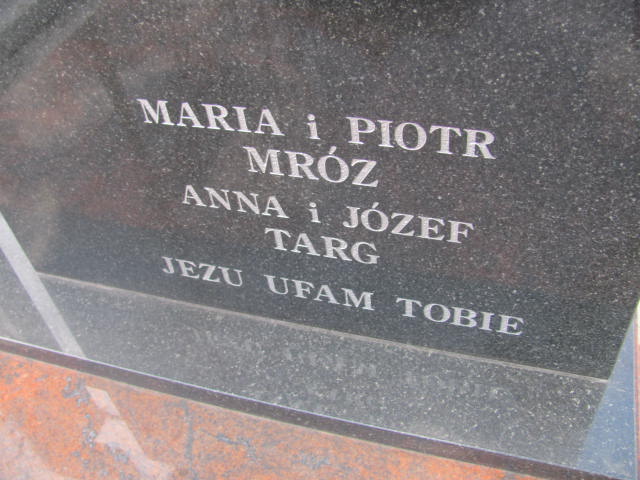 MARIA i PIOTR
MRÓZ
ANNA i JÓZEF
TARG
JEZU UFAM TOBIE